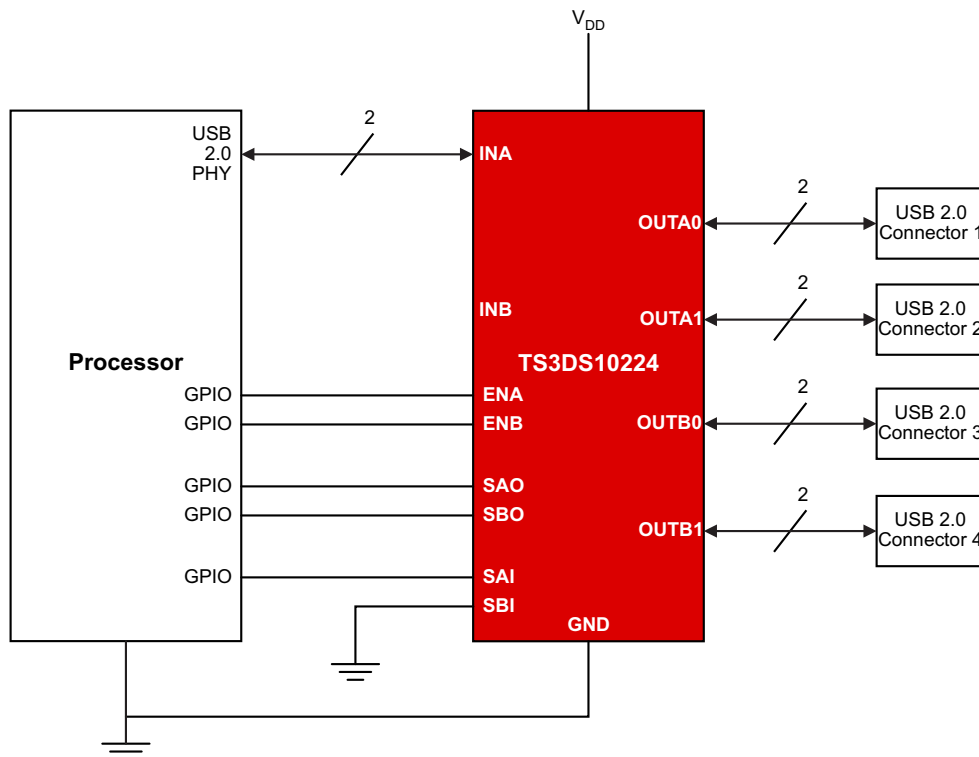 VDD
USB
2.0
PHY
2
INA
OUTA0
2
USB 2.0
Connector 1
INB
OUTA1
2
USB 2.0
Connector 2
Processor
TS3DS10224
GPIO
ENA
GPIO
ENB
OUTB0
2
USB 2.0
Connector 3
GPIO
SAO
GPIO
SBO
OUTB1
2
USB 2.0
Connector 4
GPIO
SAI
SBI
GND